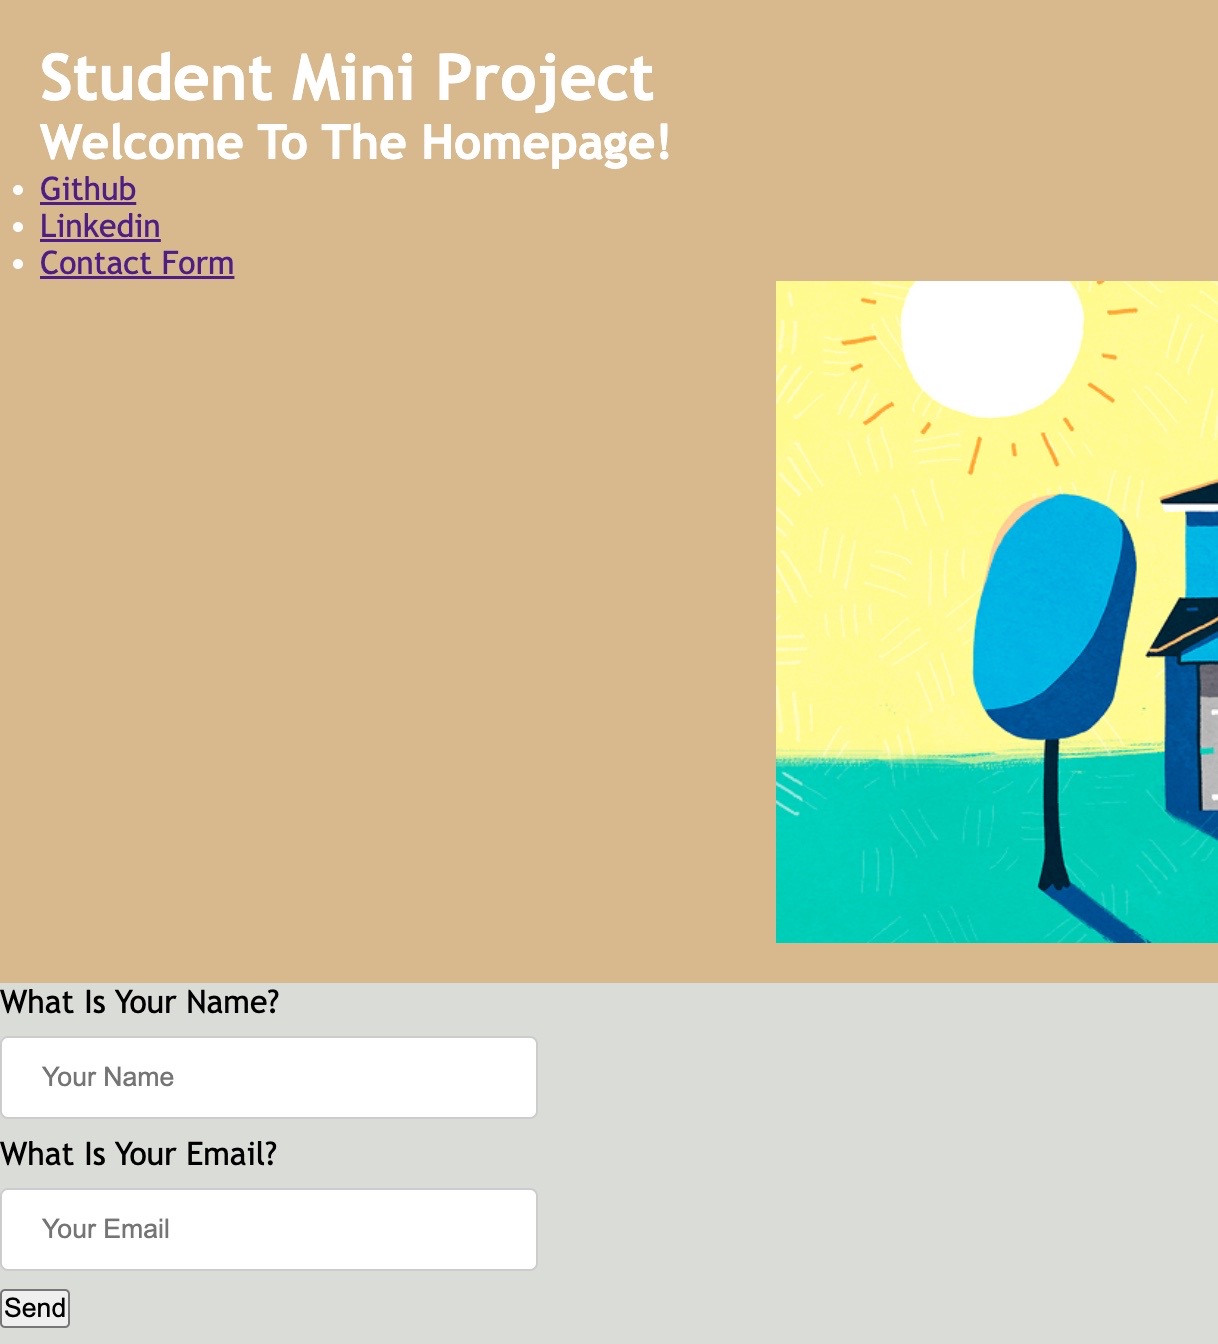 Student Mini Project
Welcome To The Homepage!
Github
Linkedin
Contact Form
What Is Your Name?
Your Name
What Is Your Email?
Your Email
Send